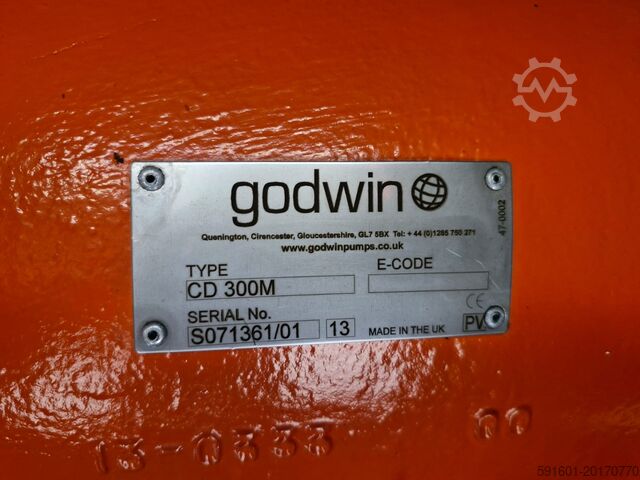 godwin
Quenington, Cirencester, Gloucestershire, GL7 5BX Tel: + 44 (0)1285 750 271
www.godwinpumps.co.uk
47-0002
TYPE
E-CODE
CD 300M
CE
SERIAL No.
S071361/01 13 MADE IN THE UK PV
13-0333 00
591601-20170770